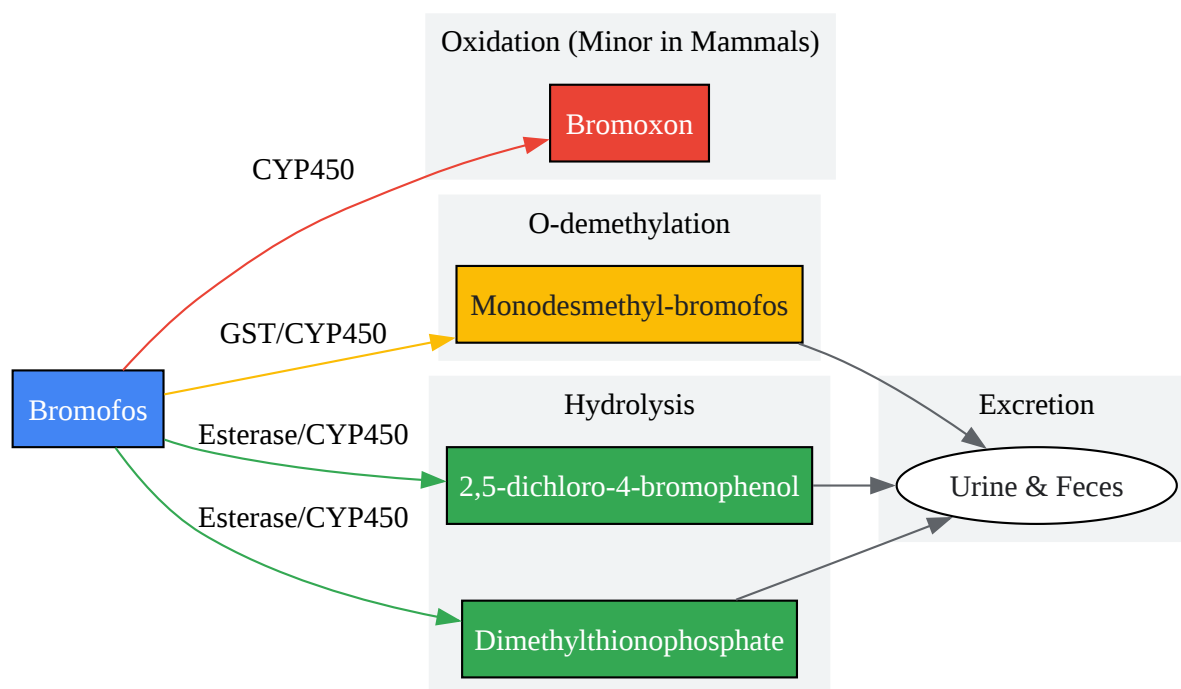 Oxidation (Minor in Mammals)
Bromoxon
CYP450
O-demethylation
Monodesmethyl-bromofos
GST/CYP450
Bromofos
Hydrolysis
Excretion
Esterase/CYP450
2,5-dichloro-4-bromophenol
Urine & Feces
Esterase/CYP450
Dimethylthionophosphate